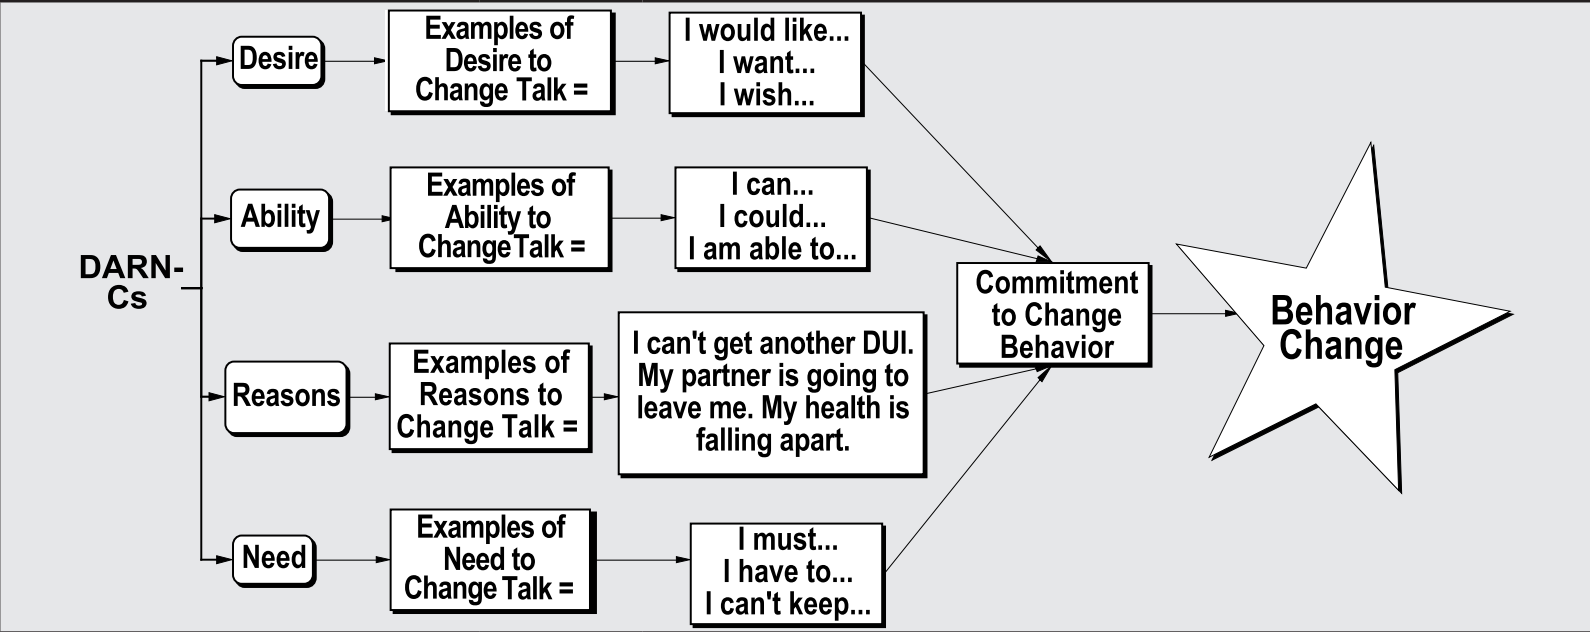 DARN-
Cs
Desire
Examples of
Desire to
Change Talk =
I would like...
I want...
I wish...
Ability
Examples of
Ability to
Change Talk =
I can...
I could...
I am able to...
Reasons
Examples of
Reasons to
Change Talk =
I can't get another DUI.
My partner is going to
leave me. My health is
falling apart.
Need
Examples of
Need to
Change Talk =
I must...
I have to...
I can't keep...
Commitment
to Change
Behavior
Behavior
Change